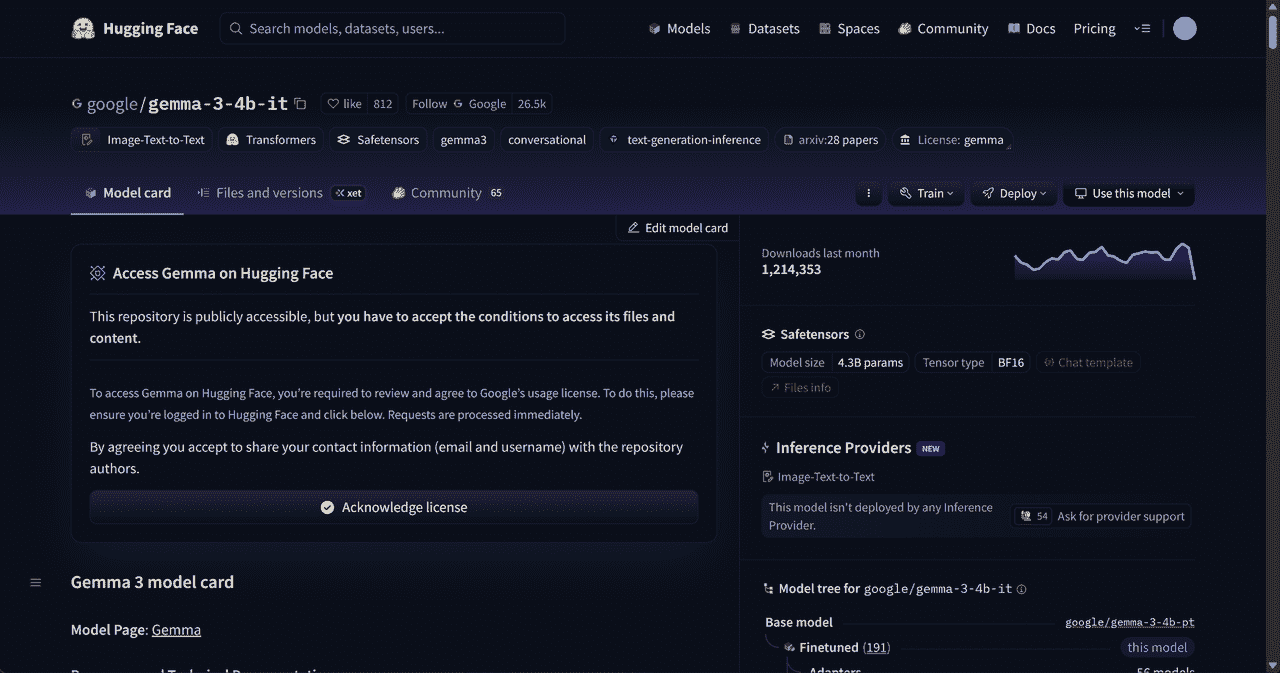 Hugging Face
Search models, datasets, users...
Models
Datasets
Spaces
Community
Docs
Pricing
google/gemma-3-4b-it
like 812
Follow Google 26.5k
Image-Text-to-Text
Transformers
Safetensors
gemma3
conversational
text-generation-inference
arxiv:28 papers
License: gemma
Model card
Files and versions
xet
Community 65
Train
Deploy
Use this model
Edit model card
Access Gemma on Hugging Face
This repository is publicly accessible, but you have to accept the conditions to access its files and
content.
To access Gemma on Hugging Face, you're required to review and agree to Google's usage license. To do this, please
ensure you're logged in to Hugging Face and click below. Requests are processed immediately.
By agreeing you accept to share your contact information (email and username) with the repository
authors.
Acknowledge license
Gemma 3 model card
Model Page: Gemma
Downloads last month
1,214,353
Safetensors
Model size 4.3B params
Tensor type BF16
Chat template
Files info
Inference Providers NEW
Image-Text-to-Text
This model isn't deployed by any Inference
Provider.
54 Ask for provider support
Model tree for google/gemma-3-4b-it
Base model
google/gemma-3-4b-pt
Finetuned (191)
this model
Adapters
56 models